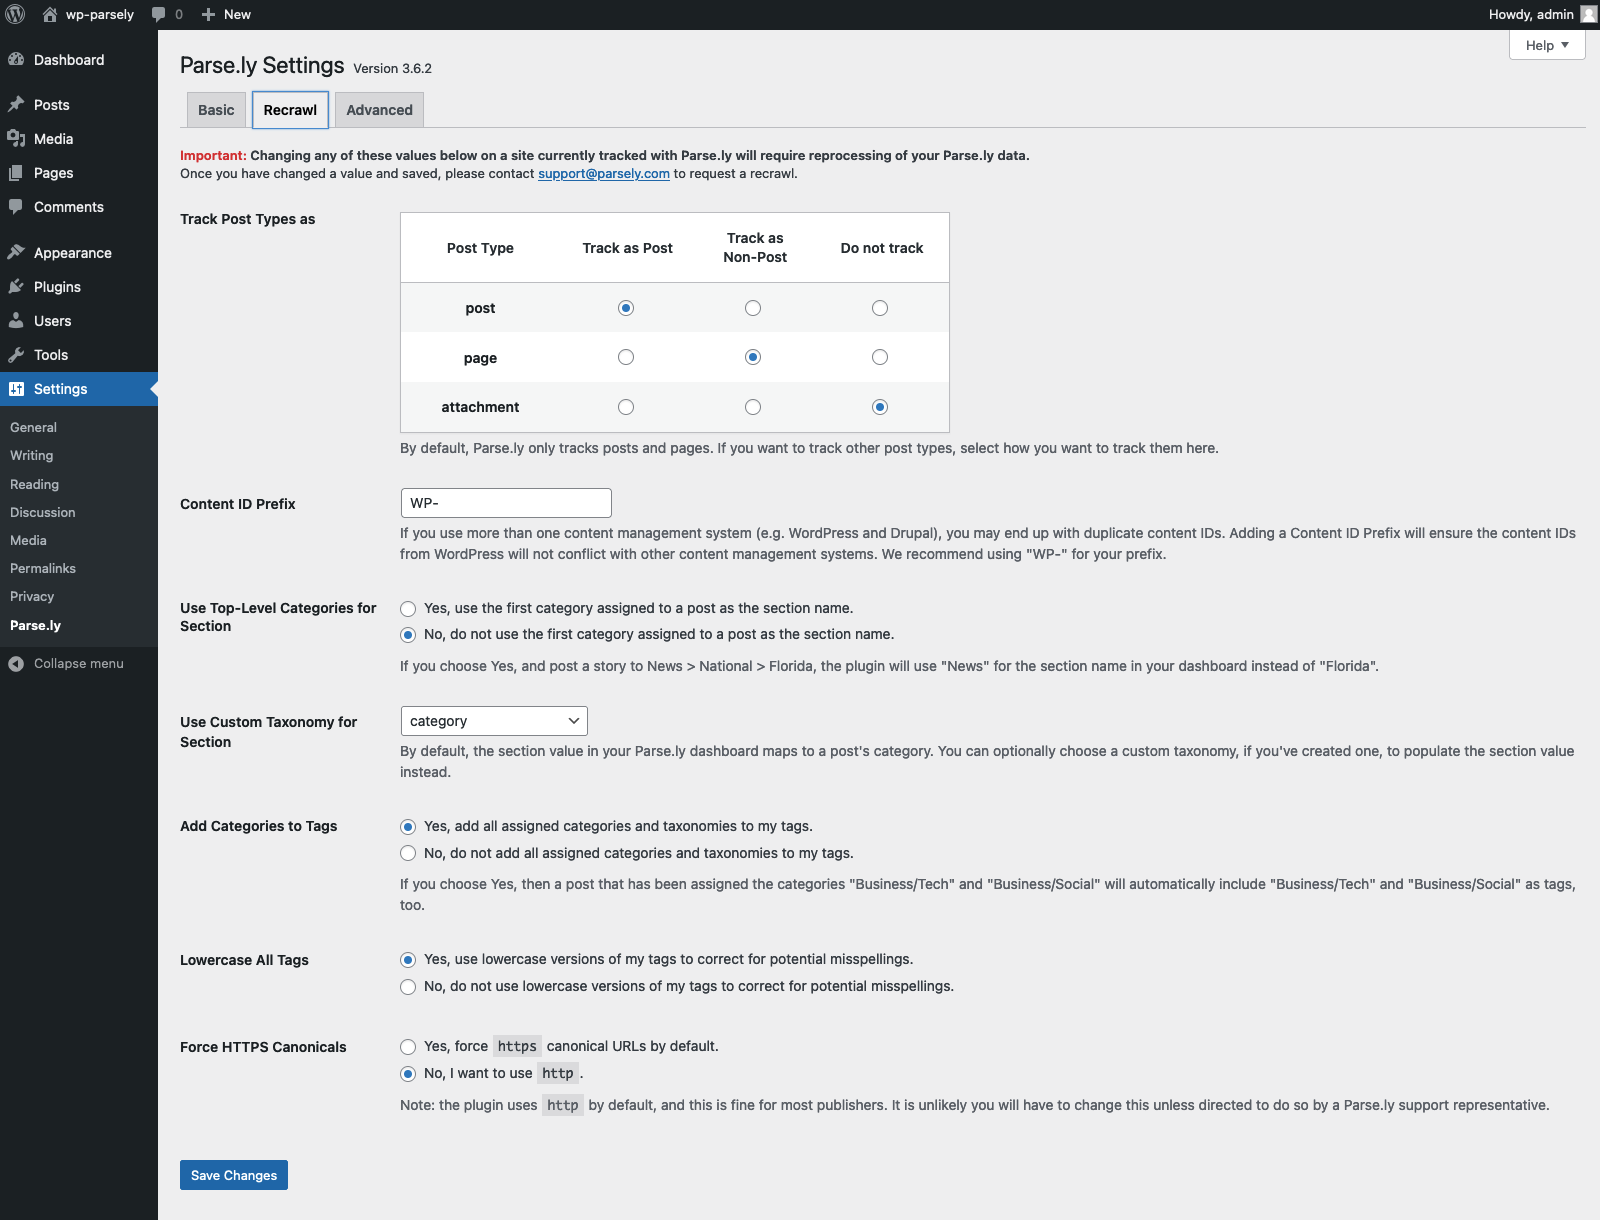 wp-parsely
0
New
Howdy, admin
Dashboard
Posts
Media
Pages
Comments
Appearance
Plugins
Users
Tools
Settings
General
Writing
Reading
Discussion
Media
Permalinks
Privacy
Parse.ly
Collapse menu
Help
Parse.ly Settings Version 3.6.2
Basic
Recrawl
Advanced
Important: Changing any of these values below on a site currently tracked with Parse.ly will require reprocessing of your Parse.ly data.
Once you have changed a value and saved, please contact support@parsely.com to request a recrawl.
Track Post Types as
Post Type
Track as Post
Track as
Non-Post
Do not track
post
page
attachment
By default, Parse.ly only tracks posts and pages. If you want to track other post types, select how you want to track them here.
Content ID Prefix
WP-
If you use more than one content management system (e.g. WordPress and Drupal), you may end up with duplicate content IDs. Adding a Content ID Prefix will ensure the content IDs
from WordPress will not conflict with other content management systems. We recommend using "WP-" for your prefix.
Use Top-Level Categories for
Section
Yes, use the first category assigned to a post as the section name.
No, do not use the first category assigned to a post as the section name.
If you choose Yes, and post a story to News > National > Florida, the plugin will use "News" for the section name in your dashboard instead of "Florida".
Use Custom Taxonomy for
Section
category
By default, the section value in your Parse.ly dashboard maps to a post's category. You can optionally choose a custom taxonomy, if you've created one, to populate the section value
instead.
Add Categories to Tags
Yes, add all assigned categories and taxonomies to my tags.
No, do not add all assigned categories and taxonomies to my tags.
If you choose Yes, then a post that has been assigned the categories "Business/Tech" and "Business/Social" will automatically include "Business/Tech" and "Business/Social" as tags,
too.
Lowercase All Tags
Yes, use lowercase versions of my tags to correct for potential misspellings.
No, do not use lowercase versions of my tags to correct for potential misspellings.
Force HTTPS Canonicals
Yes, force https canonical URLs by default.
No, I want to use http .
Note: the plugin uses http by default, and this is fine for most publishers. It is unlikely you will have to change this unless directed to do so by a Parse.ly support representative.
Save Changes